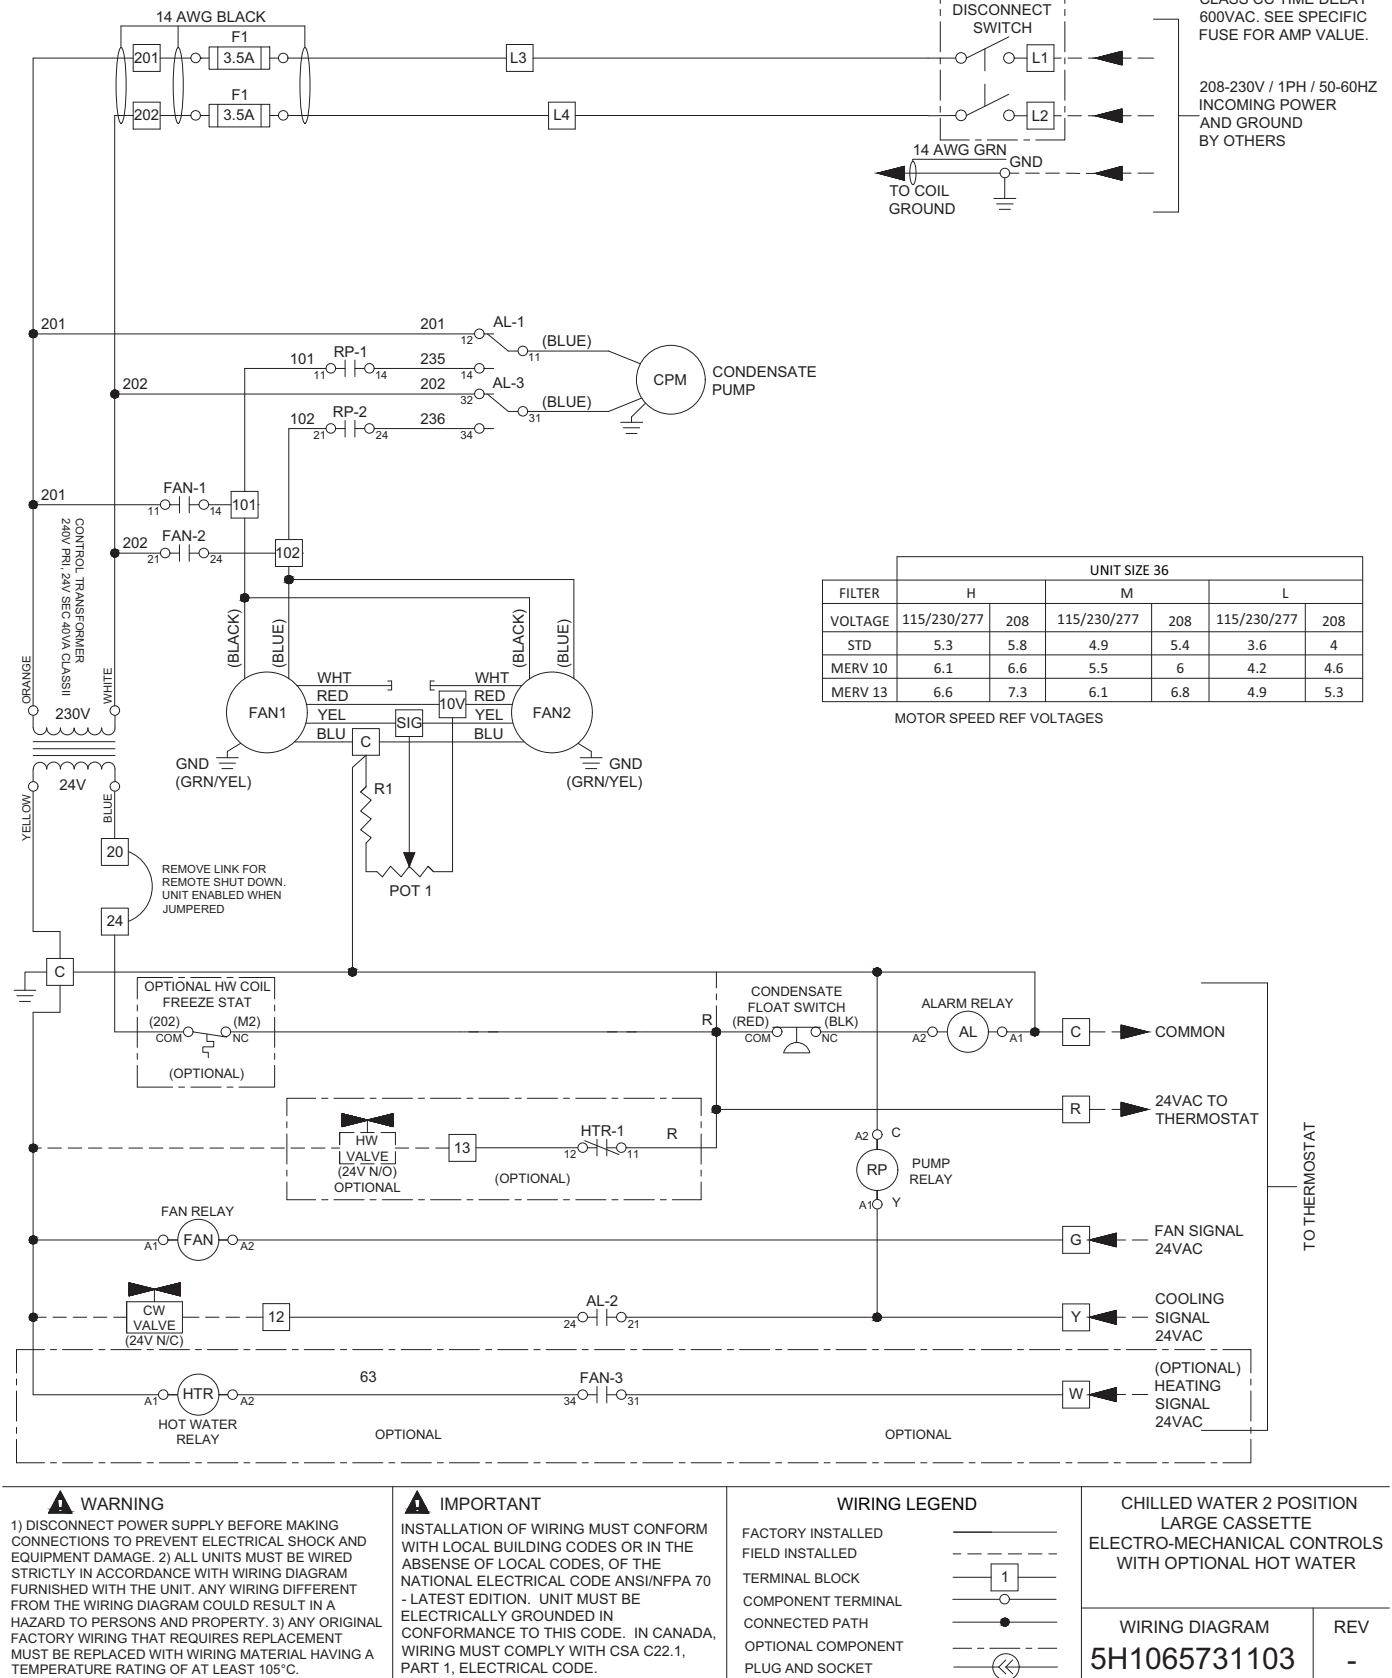 14 AWG BLACK
201
F1
3.5A
L3
DISCONNECT
SWITCH
L1
600VAC. SEE SPECIFIC
FUSE FOR AMP VALUE.
202
F1
3.5A
L4
L2
208-230V / 1PH / 50-60HZ
INCOMING POWER
AND GROUND
BY OTHERS
14 AWG GRN
GND
TO COIL
GROUND
201
201
12
AL-1
11
(BLUE)
101
11
RP-1
14
235
14
CPM
CONDENSATE
PUMP
202
202
32
AL-3
31
(BLUE)
102
21
RP-2
24
236
34
201
11
FAN-1
14
101
202
21
FAN-2
24
102
CONTROL TRANSFORMER
240V PRI, 24V SEC 40VA CLASSII
(BLACK)
(BLUE)
(BLACK)
(BLUE)
UNIT SIZE 36
FILTER H M L
VOLTAGE 115/230/277 208 115/230/277 208 115/230/277 208
STD 5.3 5.8 4.9 5.4 3.6 4
MERV 10 6.1 6.6 5.5 6 4.2 4.6
MERV 13 6.6 7.3 6.1 6.8 4.9 5.3
MOTOR SPEED REF VOLTAGES
ORANGE
WHITE
230V
24V
YELLOW
BLUE
FAN1
WHT
RED
YEL
BLU
WHT
RED
YEL
BLU
10V
SIG
C
FAN2
GND
(GRN/YEL)
GND
(GRN/YEL)
R1
POT 1
20
24
REMOVE LINK FOR
REMOTE SHUT DOWN.
UNIT ENABLED WHEN
JUMPERED
C
OPTIONAL HW COIL
FREEZE STAT
(202)
COM
(M2)
NC
(OPTIONAL)
R
CONDENSATE
FLOAT SWITCH
(RED)
COM
(BLK)
NC
ALARM RELAY
A2
AL
A1
C
COMMON
R
24VAC TO
THERMOSTAT
HW
VALVE
(24V N/O)
OPTIONAL
13
HTR-1
12
11
R
(OPTIONAL)
A2
C
RP
PUMP
RELAY
A1
Y
TO THERMOSTAT
FAN RELAY
A1
FAN
A2
G
FAN SIGNAL
24VAC
CW
VALVE
(24V N/C)
12
AL-2
24
21
Y
COOLING
SIGNAL
24VAC
A1
HTR
A2
HOT WATER
RELAY
63
FAN-3
34
31
W
(OPTIONAL)
HEATING
SIGNAL
24VAC
OPTIONAL
OPTIONAL
WARNING
1) DISCONNECT POWER SUPPLY BEFORE MAKING
CONNECTIONS TO PREVENT ELECTRICAL SHOCK AND
EQUIPMENT DAMAGE. 2) ALL UNITS MUST BE WIRED
STRICTLY IN ACCORDANCE WITH WIRING DIAGRAM
FURNISHED WITH THE UNIT. ANY WIRING DIFFERENT
FROM THE WIRING DIAGRAM COULD RESULT IN A
HAZARD TO PERSONS AND PROPERTY. 3) ANY ORIGINAL
FACTORY WIRING THAT REQUIRES REPLACEMENT
MUST BE REPLACED WITH WIRING MATERIAL HAVING A
TEMPERATURE RATING OF AT LEAST 105°C.
IMPORTANT
INSTALLATION OF WIRING MUST CONFORM
WITH LOCAL BUILDING CODES OR IN THE
ABSENSE OF LOCAL CODES, OF THE
NATIONAL ELECTRICAL CODE ANSI/NFPA 70
- LATEST EDITION. UNIT MUST BE
ELECTRICALLY GROUNDED IN
CONFORMANCE TO THIS CODE. IN CANADA,
WIRING MUST COMPLY WITH CSA C22.1,
PART 1, ELECTRICAL CODE.
WIRING LEGEND
FACTORY INSTALLED
FIELD INSTALLED
TERMINAL BLOCK 1
COMPONENT TERMINAL
CONNECTED PATH
OPTIONAL COMPONENT
PLUG AND SOCKET
CHILLED WATER 2 POSITION
LARGE CASSETTE
ELECTRO-MECHANICAL CONTROLS
WITH OPTIONAL HOT WATER
WIRING DIAGRAM
5H1065731103
REV
-